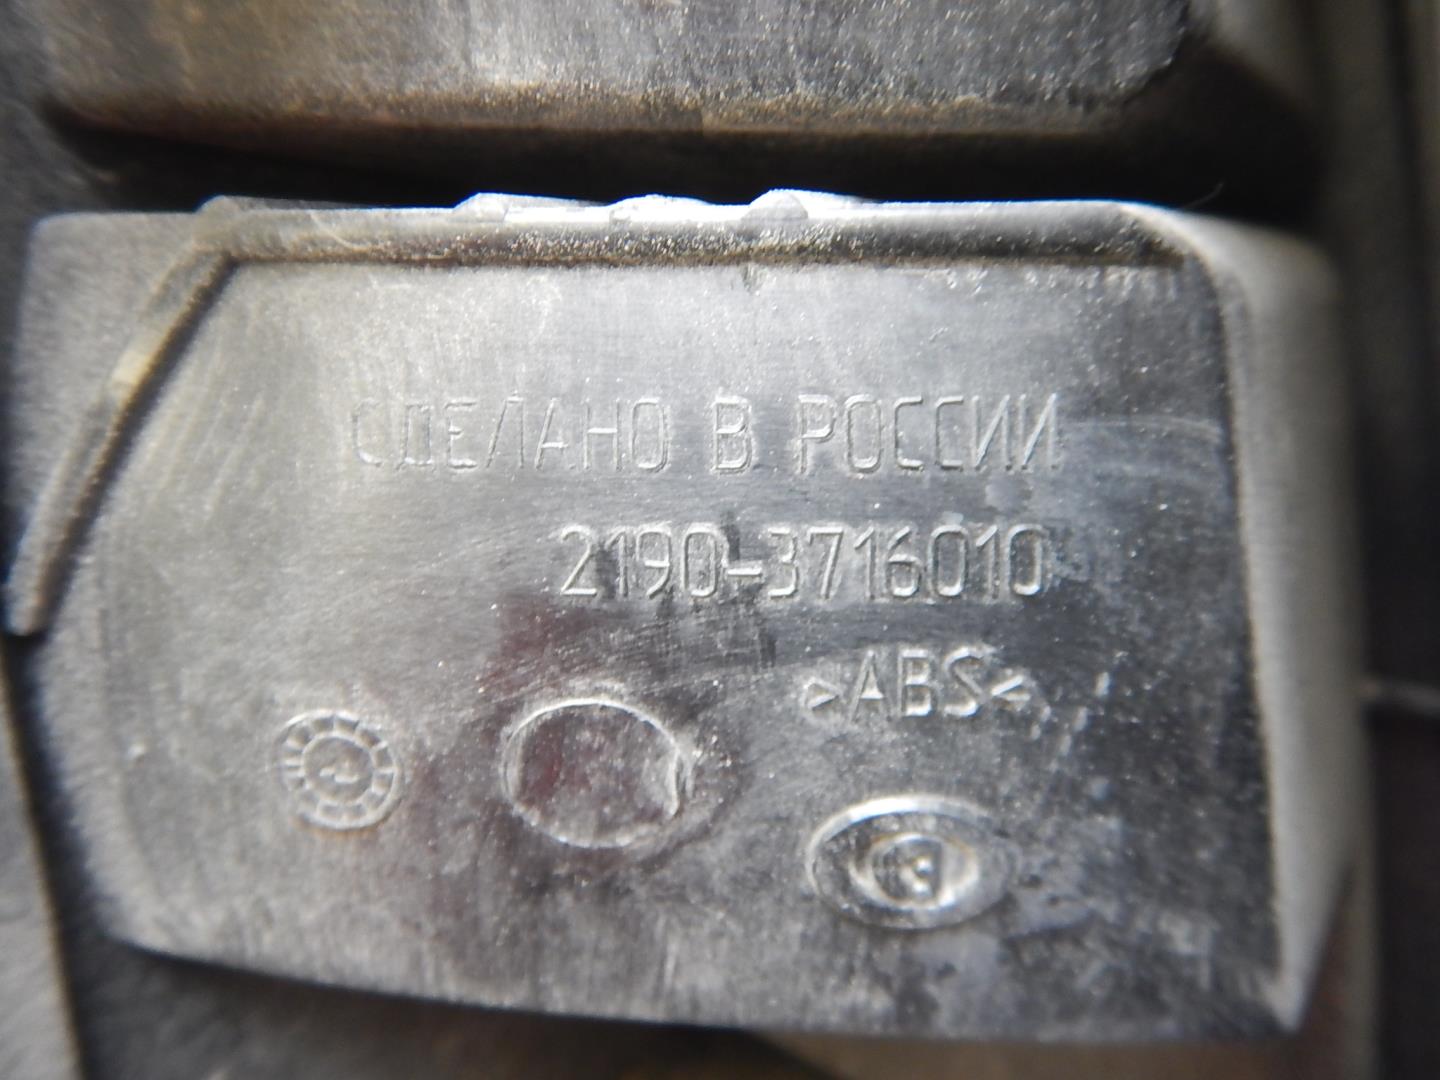 СДЕЛАНО В РОССИИ
2190-3716010
>ABS<